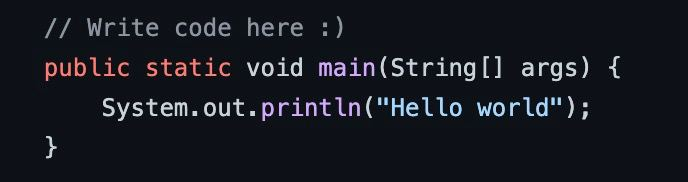 // Write code here :)
public static void main(String[] args) {
    System.out.println("Hello world");
}